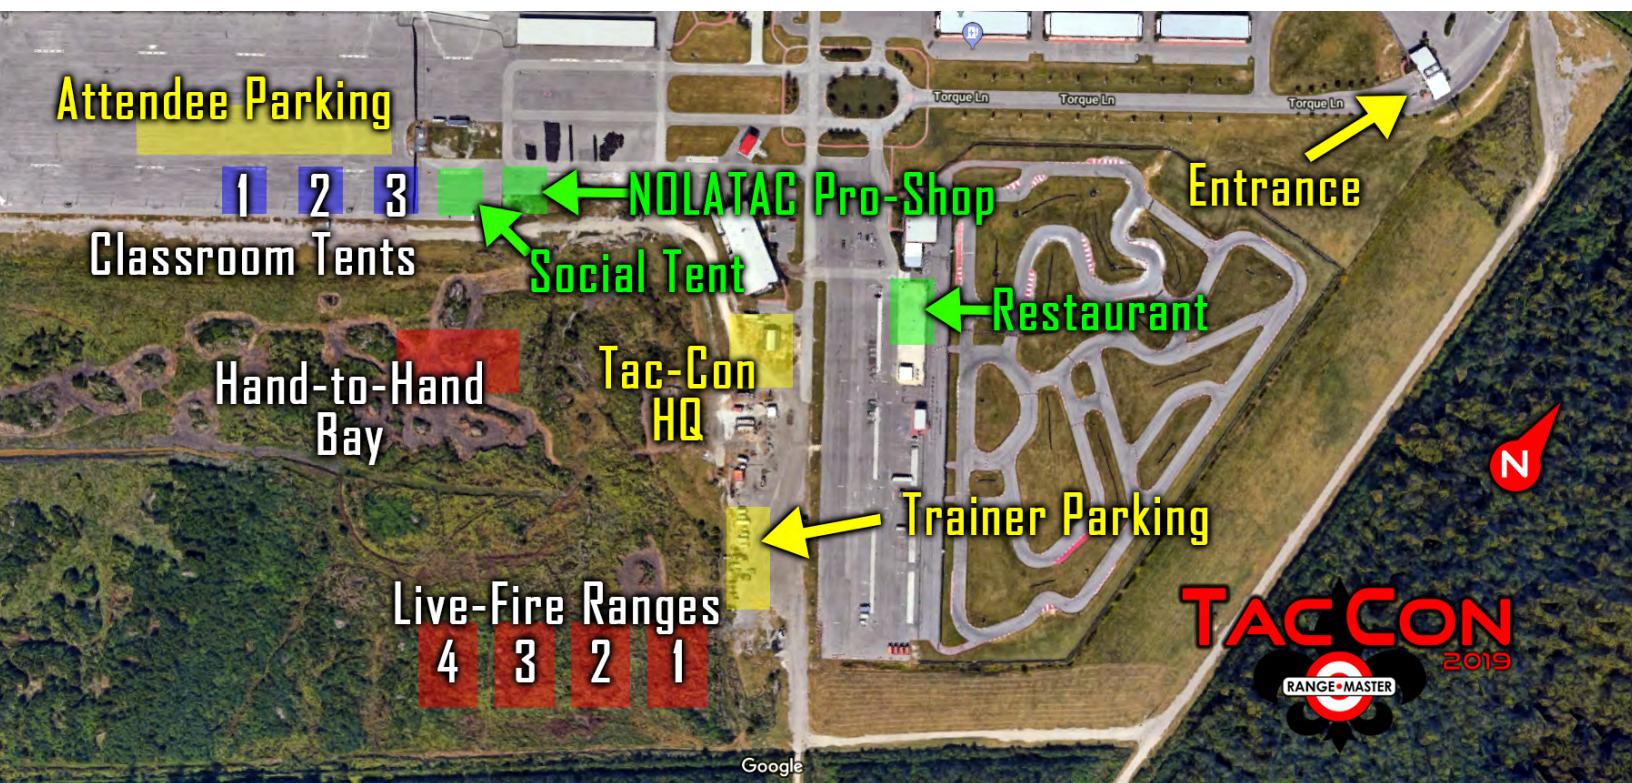 Torque Ln
Torque Ln
Torque Ln
Attendee Parking
Entrance
1
2
3
NOLATAC Pro-Shop
Classroom Tents
Social Tent
Restaurant
Hand-to-Hand
Bay
Tac-Con
HQ
N
Trainer Parking
Live-Fire Ranges
4
3
2
1
TAC CON
2019
RANGE•MASTER
Google